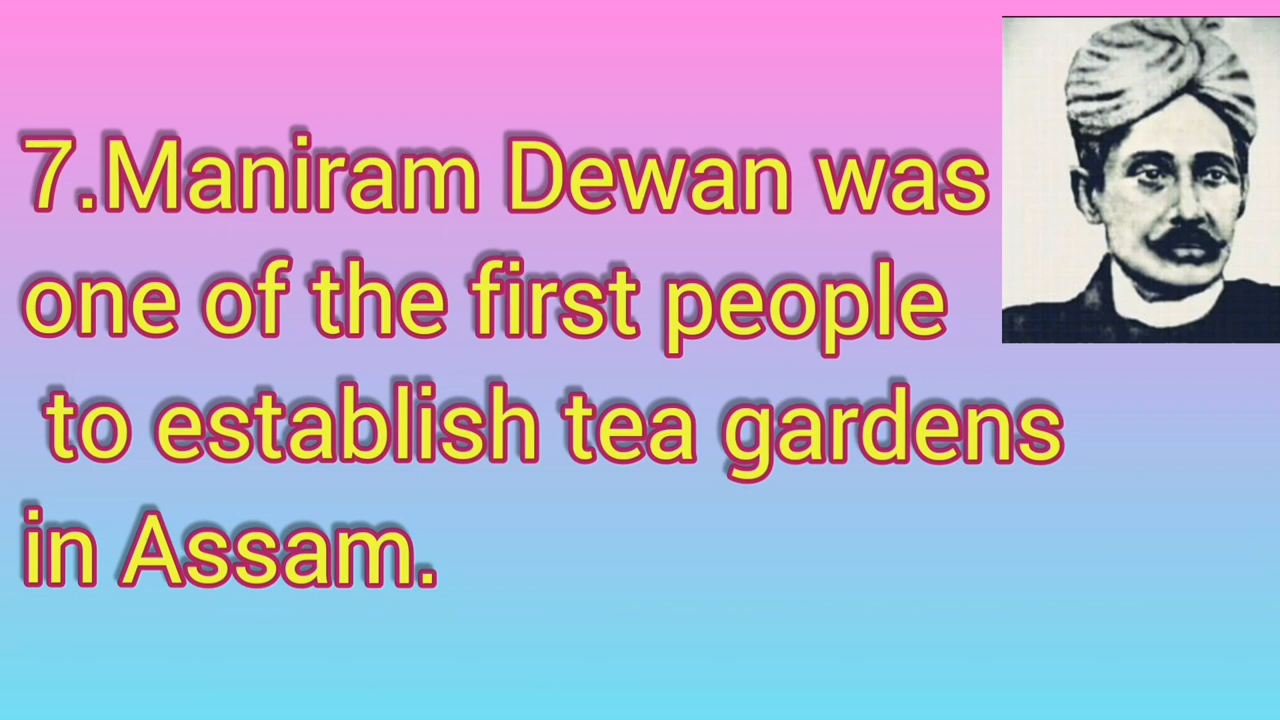 7.Maniram Dewan was
one of the first people
to establish tea gardens
in Assam.